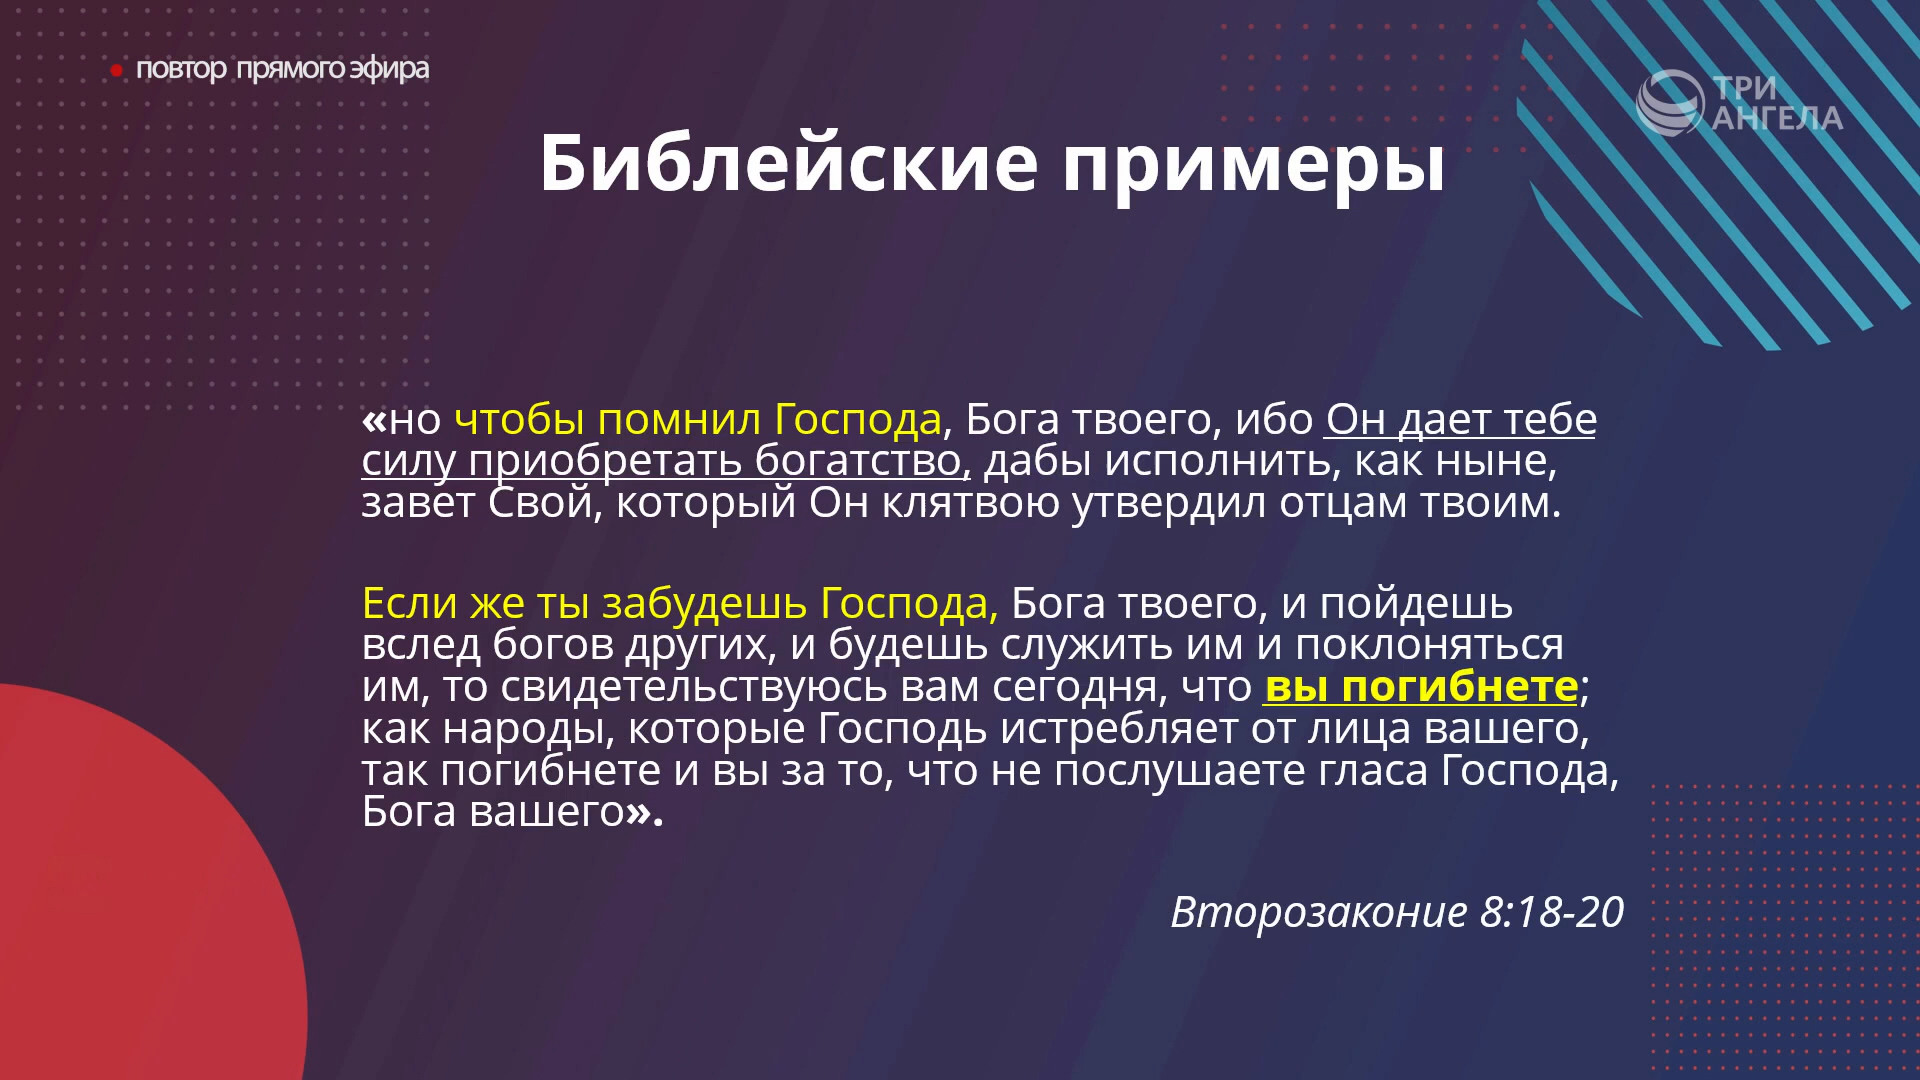 повтор прямого эфира
ТРИ
АНГЕЛА
Библейские примеры
«но чтобы помнил Господа, Бога твоего, ибо Он дает тебе
силу приобретать богатство, дабы исполнить, как ныне,
завет Свой, который Он клятвою утвердил отцам твоим.
Если же ты забудешь Господа, Бога твоего, и пойдешь
вслед богов других, и будешь служить им и поклоняться
им, то свидетельствуюсь вам сегодня, что вы погибнете;
как народы, которые Господь истребляет от лица вашего,
так погибнете и вы за то, что не послушаете гласа Господа,
Бога вашего».
Второзаконие 8:18-20